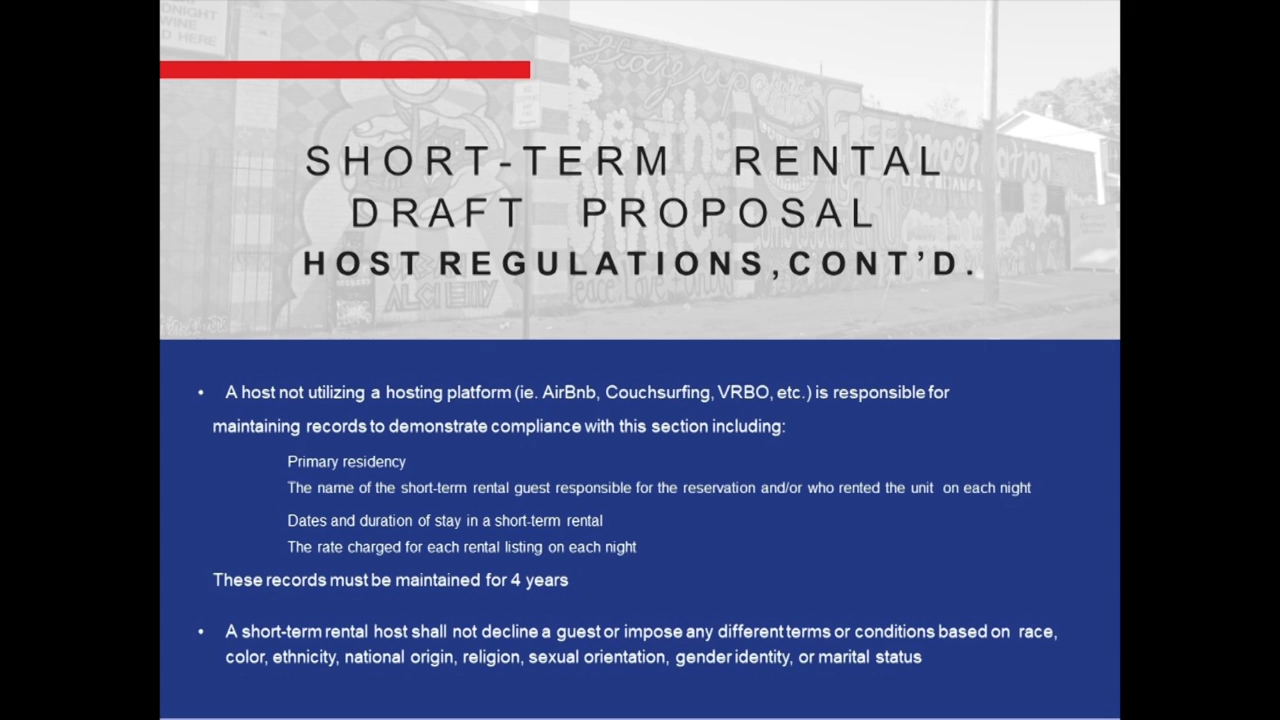 DNIGHT
WINE
D HERE
SHORT-TERM RENTAL
DRAFT PROPOSAL
HOST REGULATIONS,CONT’D.
• A host not utilizing a hosting platform (ie. AirBnb, Couchsurfing, VRBO, etc.) is responsible for
maintaining records to demonstrate compliance with this section including:
Primary residency
The name of the short-term rental guest responsible for the reservation and/or who rented the unit on each night
Dates and duration of stay in a short-term rental
The rate charged for each rental listing on each night
These records must be maintained for 4 years
• A short-term rental host shall not decline a guest or impose any different terms or conditions based on race,
color, ethnicity, national origin, religion, sexual orientation, gender identity, or marital status